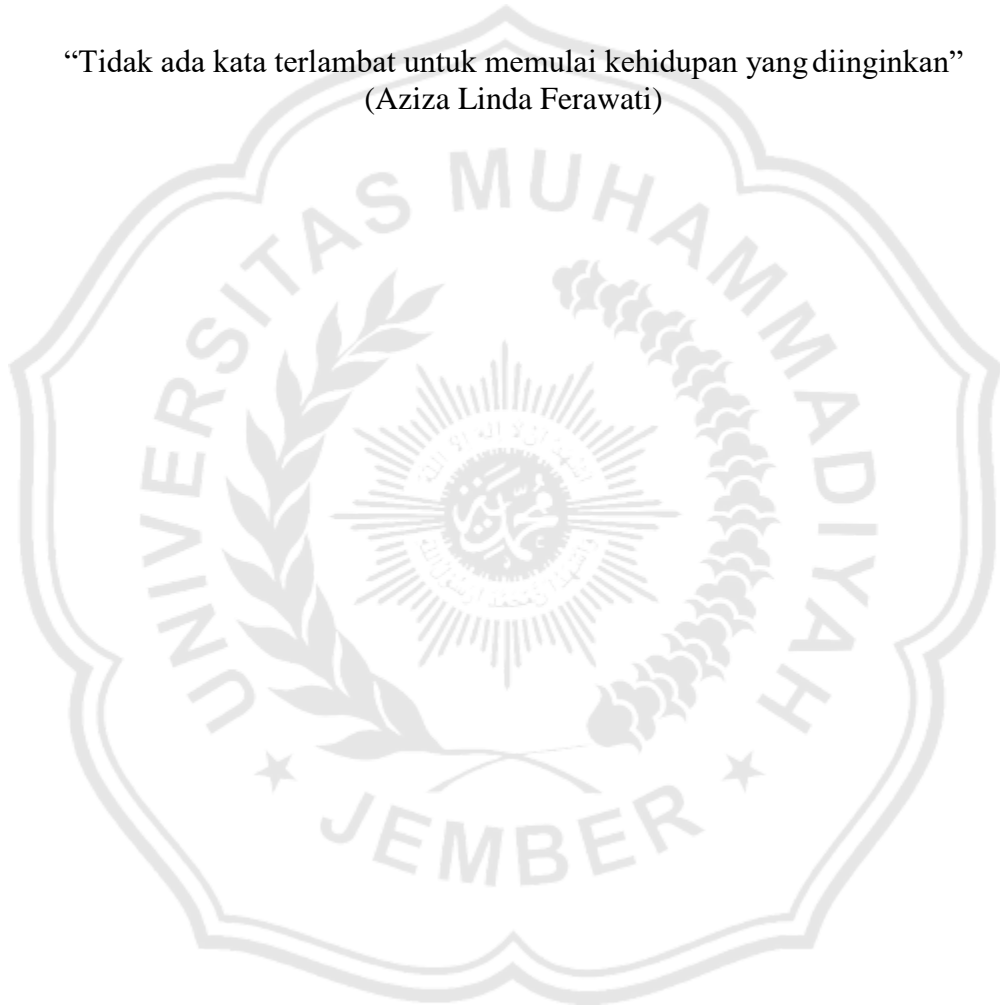 “Tidak ada kata terlambat untuk memulai kehidupan yang diinginkan”
(Aziza Linda Ferawati)
UNIVERSITAS MUHAMMADIYAH
JEMBER